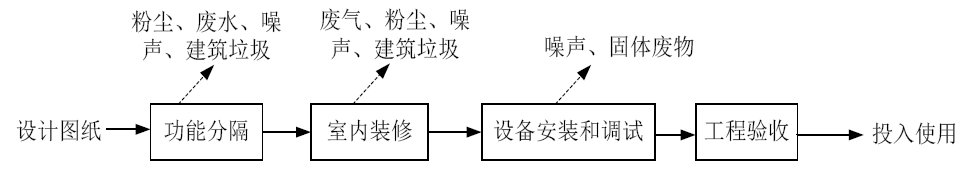 粉尘、废水、噪
声、建筑垃圾
废气、粉尘、噪
声、建筑垃圾
噪声、固体废物
设计图纸
功能分隔
室内装修
设备安装和调试
工程验收
投入使用